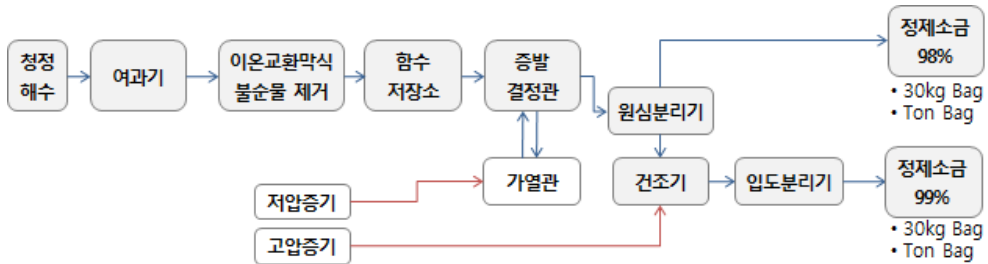 청정
해수
여과기
이온교환막식
불순물 제거
함수
저장소
증발
결정관
원심분리기
정제소금
98%
• 30kg Bag
• Ton Bag
가열관
건조기
입도분리기
정제소금
99%
• 30kg Bag
• Ton Bag
저압증기
고압증기